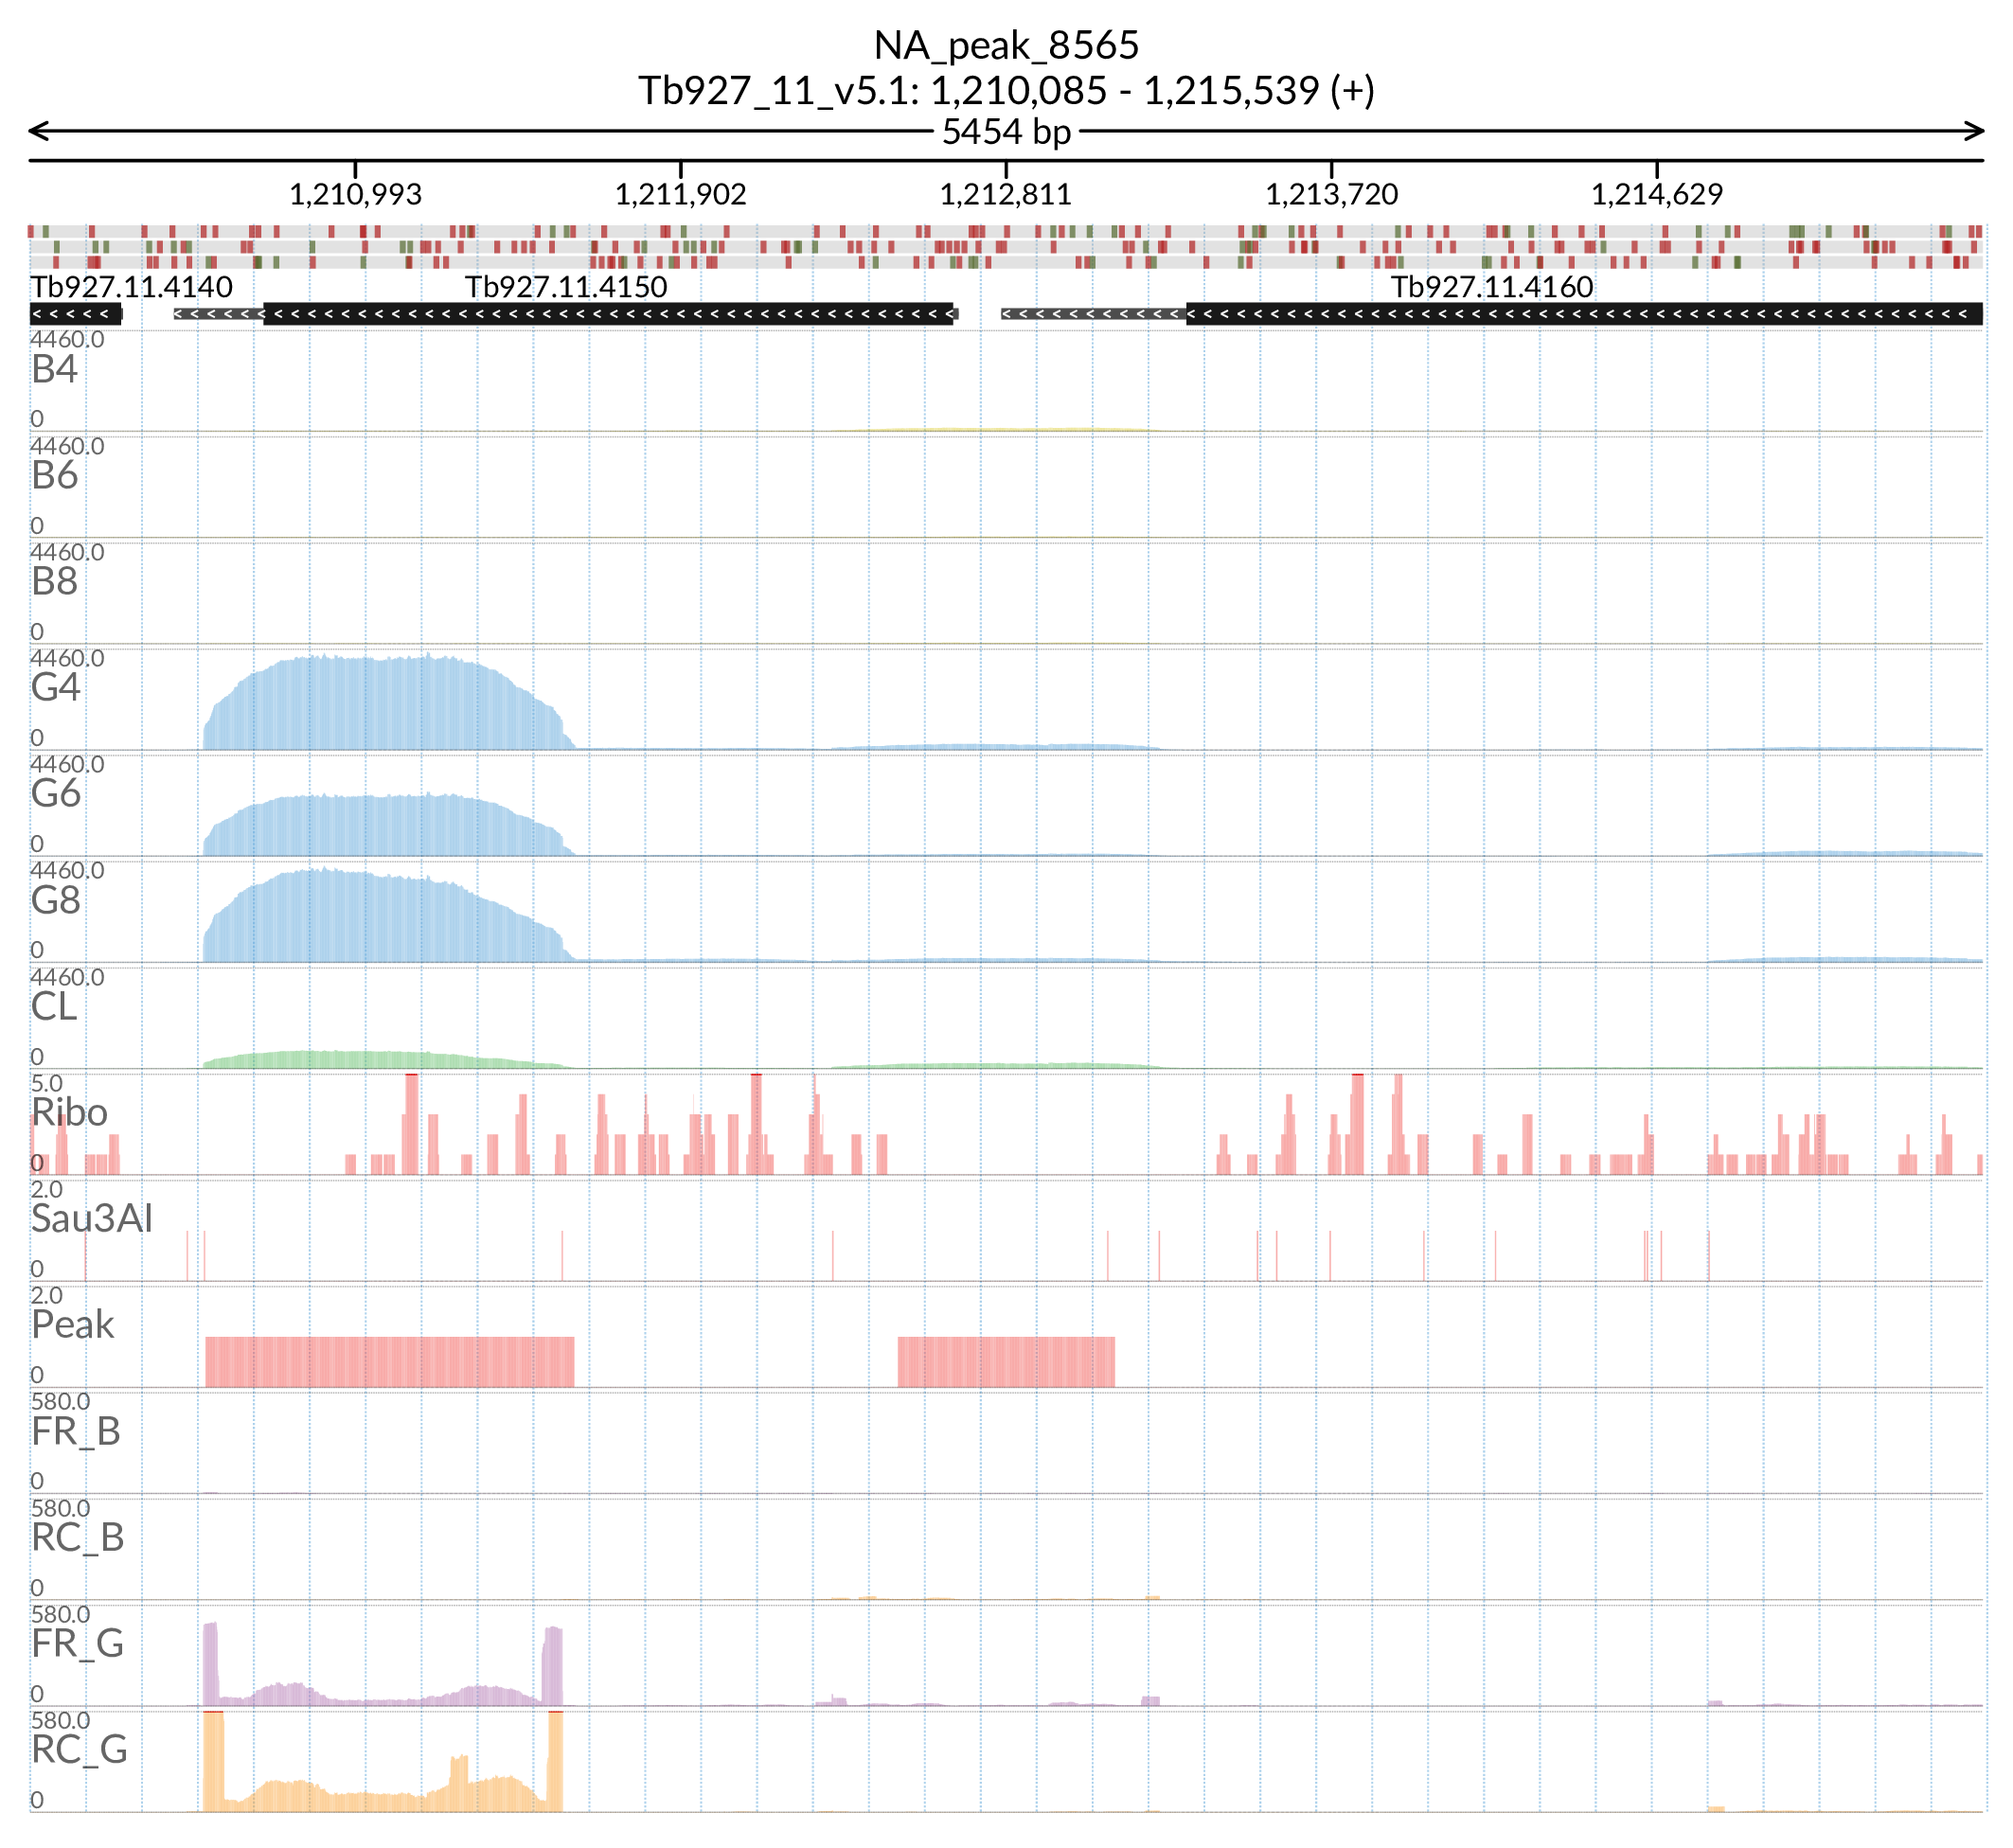 NA_peak_8565
Tb927_11_v5.1: 1,210,085 - 1,215,539 (+)
5454 bp
1,210,993 1,211,902 1,212,811 1,213,720 1,214,629
Tb927.11.4140 Tb927.11.4150 Tb927.11.4160
4460.0
B4
0
4460.0
B6
0
4460.0
B8
0
4460.0
G4
0
4460.0
G6
0
4460.0
G8
0
4460.0
CL
0
5.0
Ribo
0
2.0
Sau3AI
0
2.0
Peak
0
580.0
FR_B
0
580.0
RC_B
0
580.0
FR_G
0
580.0
RC_G
0